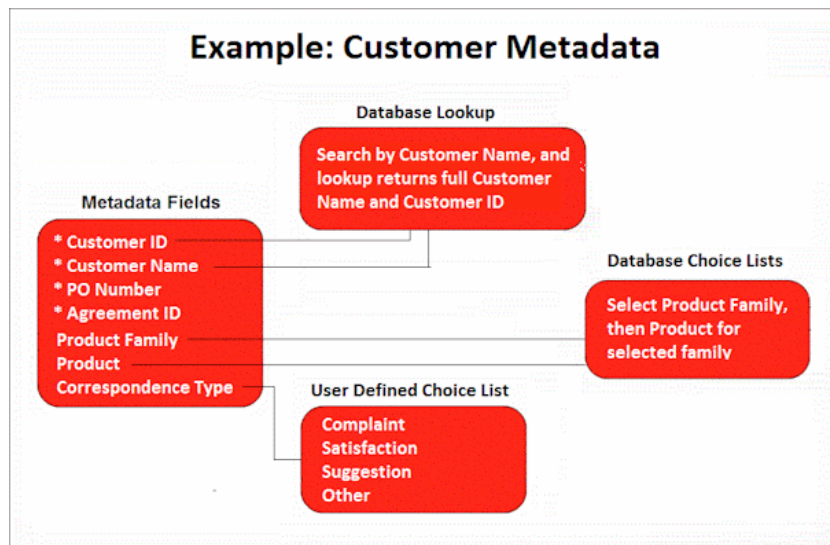 Example: Customer Metadata
Database Lookup
Search by Customer Name, and
lookup returns full Customer
Name and Customer ID
Metadata Fields
* Customer ID
* Customer Name
* PO Number
* Agreement ID
Product Family
Product
Correspondence Type
Database Choice Lists
Select Product Family,
then Product for
selected family
User Defined Choice List
Complaint
Satisfaction
Suggestion
Other